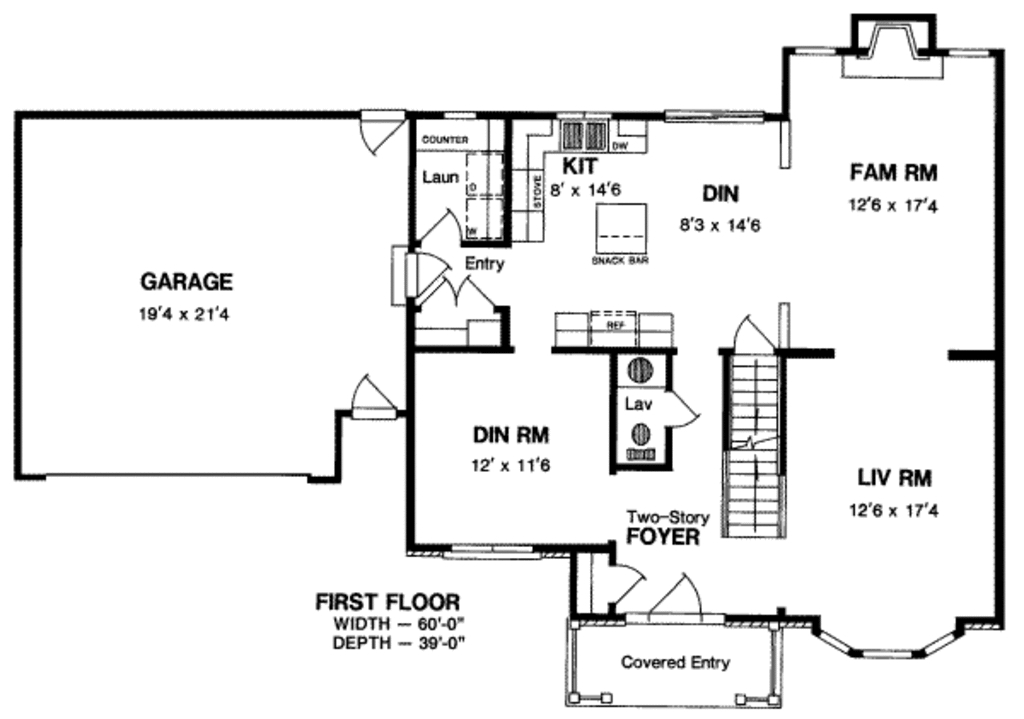 COUNTER
Laun
D
W
Entry
KIT
8' x 14'6
STOVE
DW
DIN
8'3 x 14'6
SNACK BAR
REF
FAM RM
12'6 x 17'4
GARAGE
19'4 x 21'4
DIN RM
12' x 11'6
Lav
LIV RM
12'6 x 17'4
Two-Story
FOYER
FIRST FLOOR
WIDTH — 60'-0"
DEPTH — 39'-0"
Covered Entry